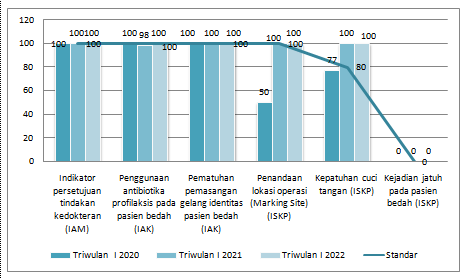 120
100
80
60
40
20
0
100 100 100 100
100 98 100 100
100 100 100 100
50 100 100 100
77 100 100 80
0 0 0 0
Indikator persetujuan tindakan kedokteran (IAM)
Penggunaan antibiotika profilaksis pada pasien bedah (IAK)
Pematuhan pemasangan gelang identitas pasien bedah (IAK)
Penandaan lokasi operasi (Marking Site) (ISKP)
Kepatuhan cuci tangan (ISKP)
Kejadian jatuh pada pasien bedah (ISKP)
Triwulan I 2020
Triwulan I 2021
Triwulan I 2022
Standar